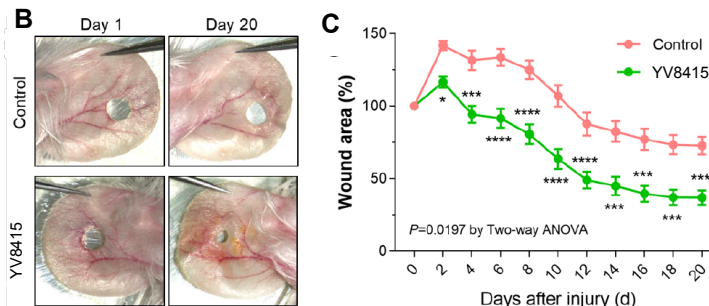 B
Day 1
Day 20
Control
YV8415
C
Wound area (%)
150
100
50
0
Control
YV8415
*
***
****
****
****
****
****
***
***
***
***
P=0.0197 by Two-way ANOVA
0
2
4
6
8
10
12
14
16
18
20
Days after injury (d)